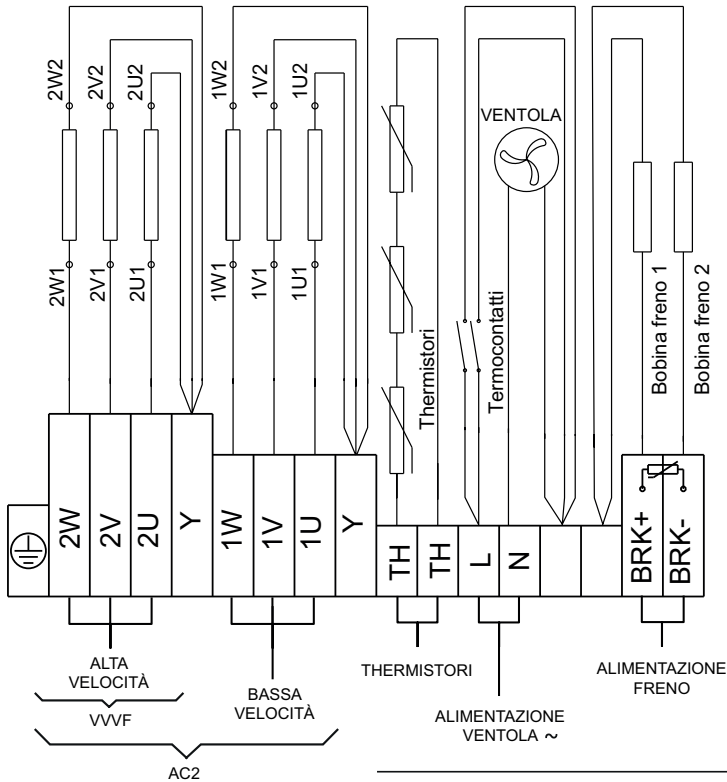 2W2
2V2
2U2
1W2
1V2
1U2
VENTOLA
2W1
2V1
2U1
1W1
1V1
1U1
Thermistori
Termocontatti
Bobina freno 1
Bobina freno 2
2W
2V
2U
Y
1W
1V
1U
Y
TH
TH
L
N
BRK+
BRK-
ALTA
VELOCITÀ
VVVF
BASSA
VELOCITÀ
AC2
THERMISTORI
ALIMENTAZIONE
VENTOLA ~
ALIMENTAZIONE
FRENO